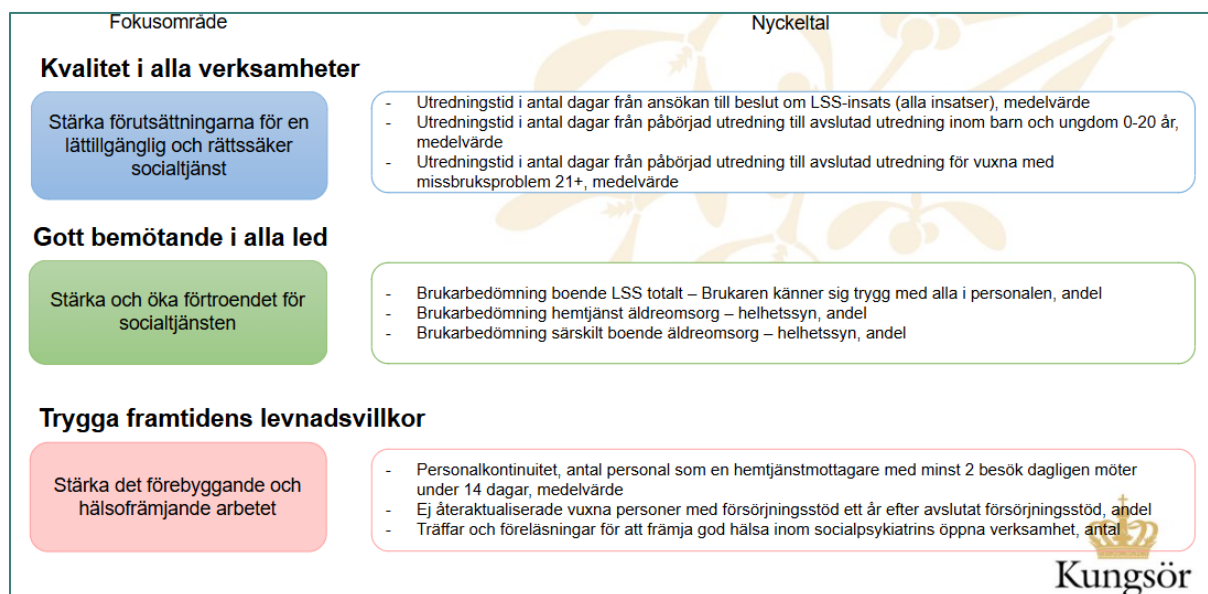 Fokusområde
Nyckeltal
Kvalitet i alla verksamheter
Stärka förutsättningarna för en
lättillgänglig och rättssäker
socialtjänst
- Utredningstid i antal dagar från ansökan till beslut om LSS-insats (alla insatser), medelvärde
- Utredningstid i antal dagar från påbörjad utredning till avslutad utredning inom barn och ungdom 0-20 år,
medelvärde
- Utredningstid i antal dagar från påbörjad utredning till avslutad utredning för vuxna med
missbruksproblem 21+, medelvärde
Gott bemötande i alla led
Stärka och öka förtroendet för
socialtjänsten
- Brukarbedömning boende LSS totalt – Brukaren känner sig trygg med alla i personalen, andel
- Brukarbedömning hemtjänst äldreomsorg – helhetssyn, andel
- Brukarbedömning särskilt boende äldreomsorg – helhetssyn, andel
Trygga framtidens levnadsvillkor
Stärka det förebyggande och
hälsofrämjande arbetet
- Personalkontinuitet, antal personal som en hemtjänstmottagare med minst 2 besök dagligen möter
under 14 dagar, medelvärde
- Ej återaktualiserade vuxna personer med försörjningsstöd ett år efter avslutat försörjningsstöd, andel
- Träffar och föreläsningar för att främja god hälsa inom socialpsykiatrins öppna verksamhet, antal
Kungsör